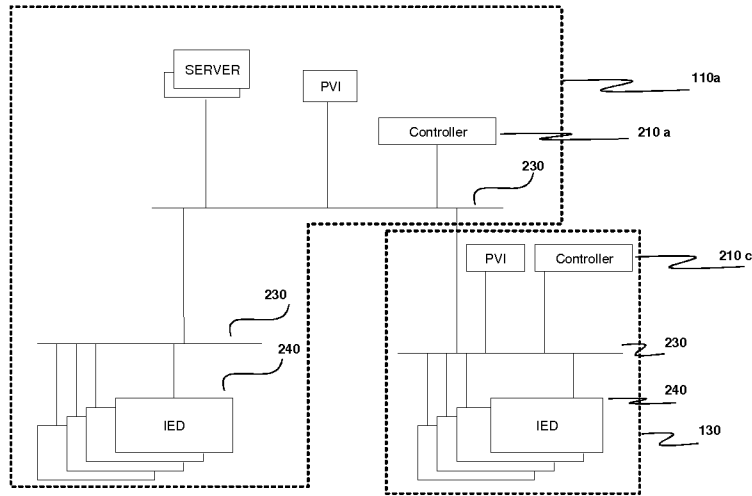 SERVER
PVI
110a
Controller
210 a
230
PVI
Controller
210 c
230
230
240
240
IED
IED
130